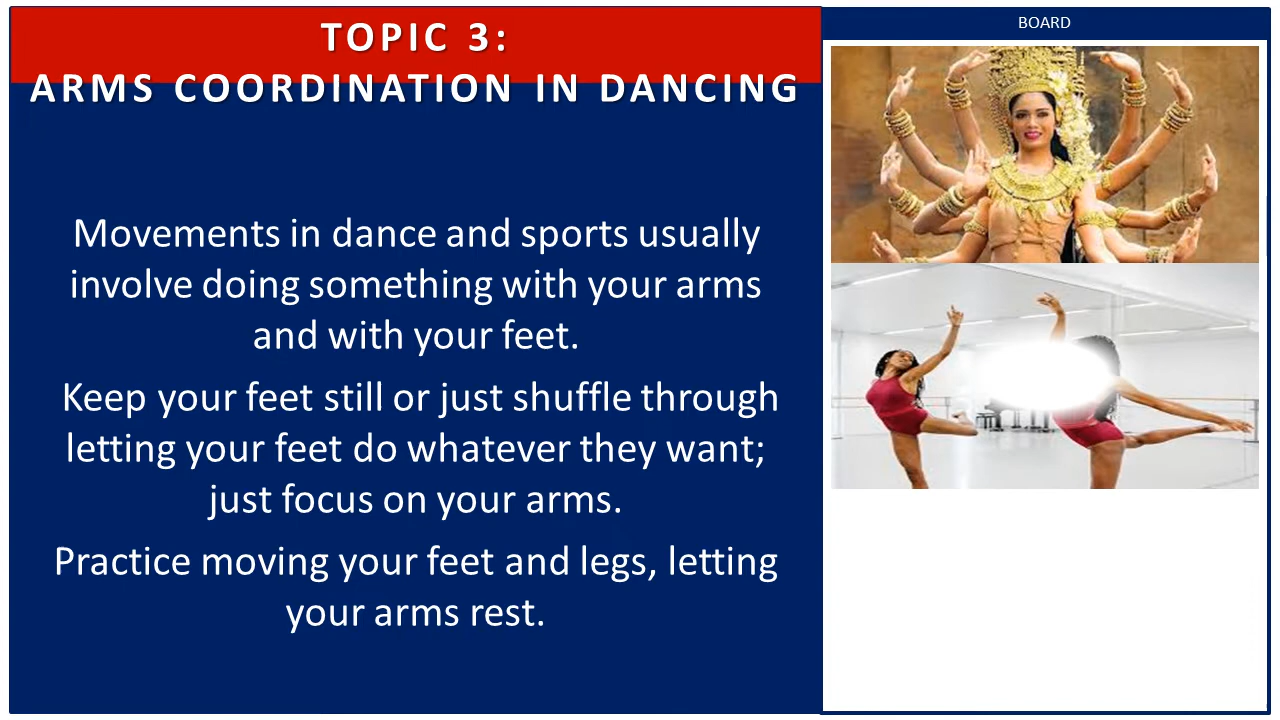 TOPIC 3:
ARMS COORDINATION IN DANCING
BOARD
Movements in dance and sports usually
involve doing something with your arms
and with your feet.
Keep your feet still or just shuffle through
letting your feet do whatever they want;
just focus on your arms.
Practice moving your feet and legs, letting
your arms rest.